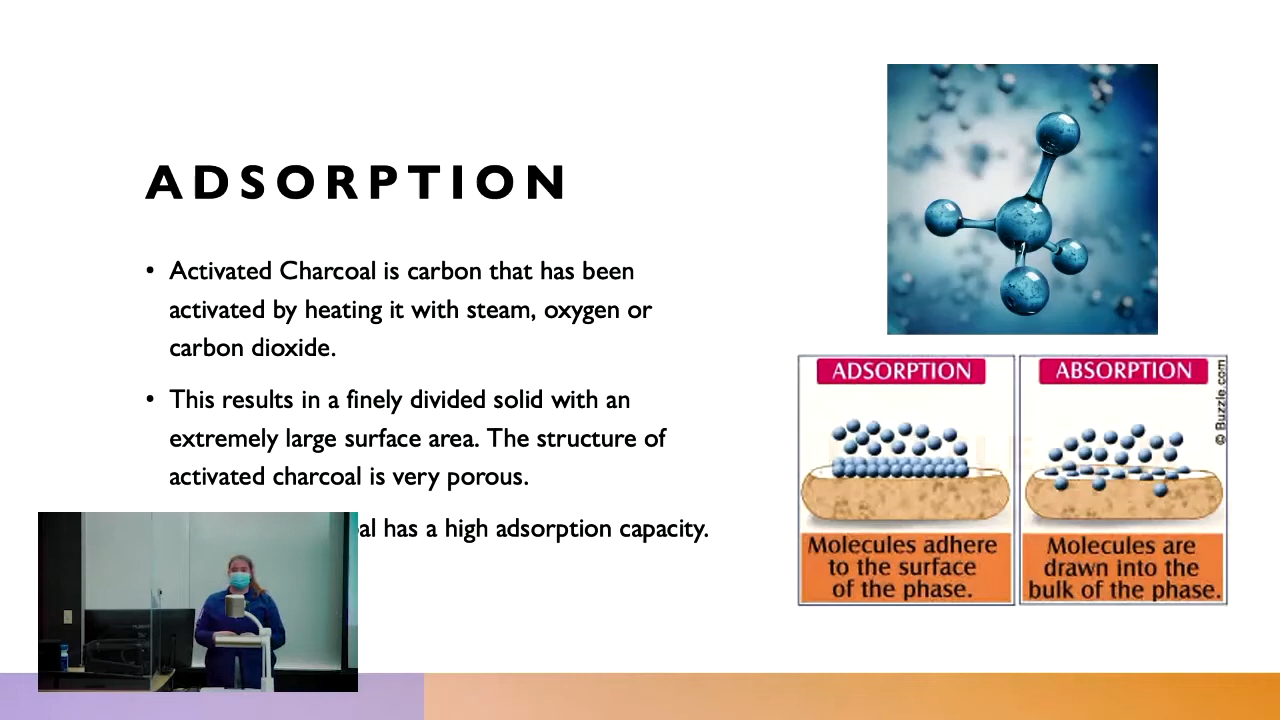 ADSORPTION
• Activated Charcoal is carbon that has been
activated by heating it with steam, oxygen or
carbon dioxide.
• This results in a finely divided solid with an
extremely large surface area. The structure of
activated charcoal is very porous.
al has a high adsorption capacity.
ADSORPTION
Molecules adhere
to the surface
of the phase.
ABSORPTION
Molecules are
drawn into the
bulk of the phase.
© Buzzle.com